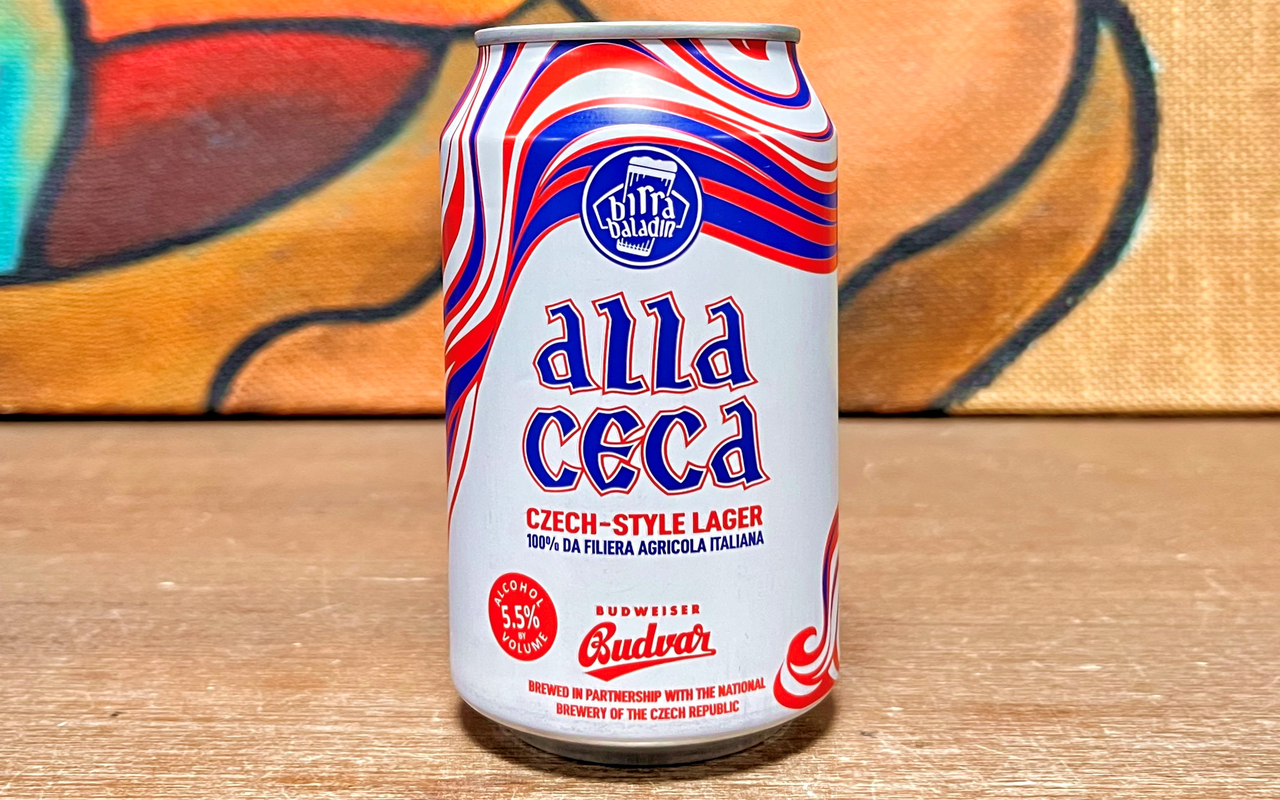 birra
baladin
alla
ceca
CZECH-STYLE LAGER
100% DA FILIERA AGRICOLA ITALIANA
ALCOHOL
5.5%
BY
VOLUME
BUDWEISER
Budvar
BREWED IN PARTNERSHIP WITH THE NATIONAL
BREWERY OF THE CZECH REPUBLIC